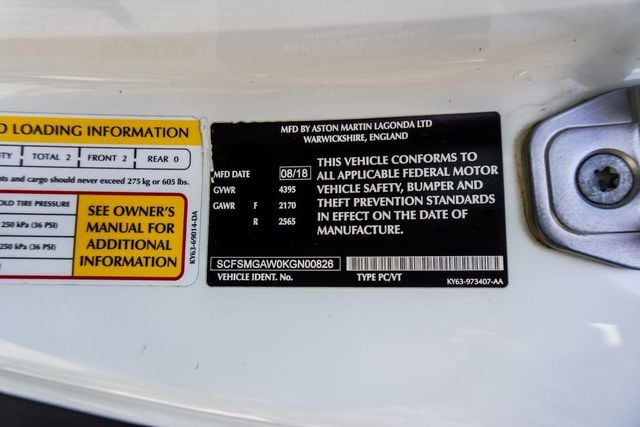 D LOADING INFORMATION
TOTAL 2 FRONT 2 REAR 0
and cargo should never exceed 275 kg or 605 lbs.
TIRE PRESSURE
250 kPa (36 PSI)
250 kPa (36 PSI)
SEE OWNER'S
MANUAL FOR
ADDITIONAL
INFORMATION
KY63-69014-DA
MFD BY ASTON MARTIN LAGONDA LTD
WARWICKSHIRE, ENGLAND
MFD DATE 08/18
GVWR 4395
GAWR F 2170
R 2565
THIS VEHICLE CONFORMS TO
ALL APPLICABLE FEDERAL MOTOR
VEHICLE SAFETY, BUMPER AND
THEFT PREVENTION STANDARDS
IN EFFECT ON THE DATE OF
MANUFACTURE.
SCFSMGAW0KGN00826
VEHICLE IDENT. No. TYPE PC/VT
KY63-973407-AA